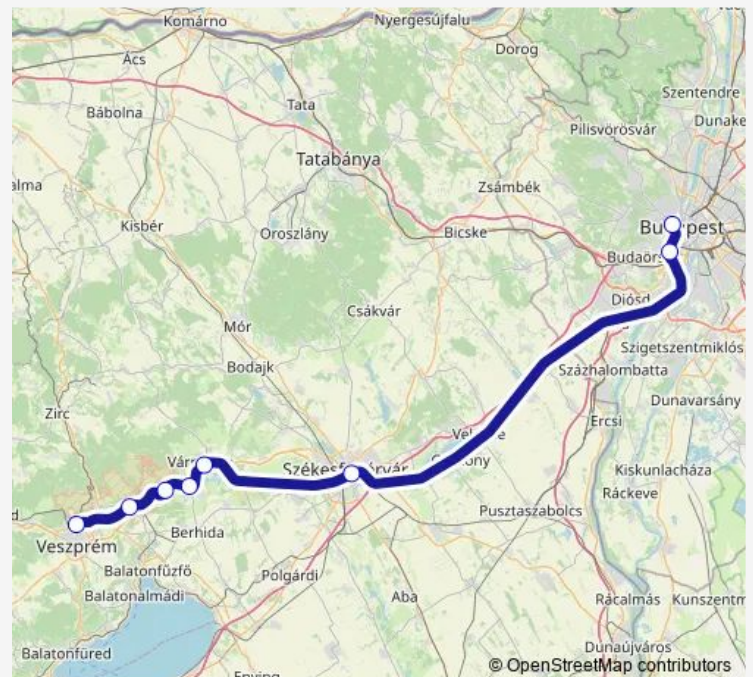 Komárno
Nyergesújfalu
Dorog
Ács
Szentendre
Tata
Bábolna
Dunake
Pilisvörösvár
Tatabánya
Zsámbék
alma
Kisbér
Oroszlány
Bicske
Budaörs
Diósd
Csákvár
Mór
Szigetszentmiklós
Bodajk
Százhalombatta
Zirc
Dunavarsány
Ercsi
Kiskunlacháza
Ráckeve
Pusztaszabolcs
Berhida
Veszprém
Balatonfűzfő
Polgárdi
Balatonalmádi
Aba
Rácalmás
Kunszentm
Dunaújváros
Balatonfüred
Enying
© OpenStreetMap contributors